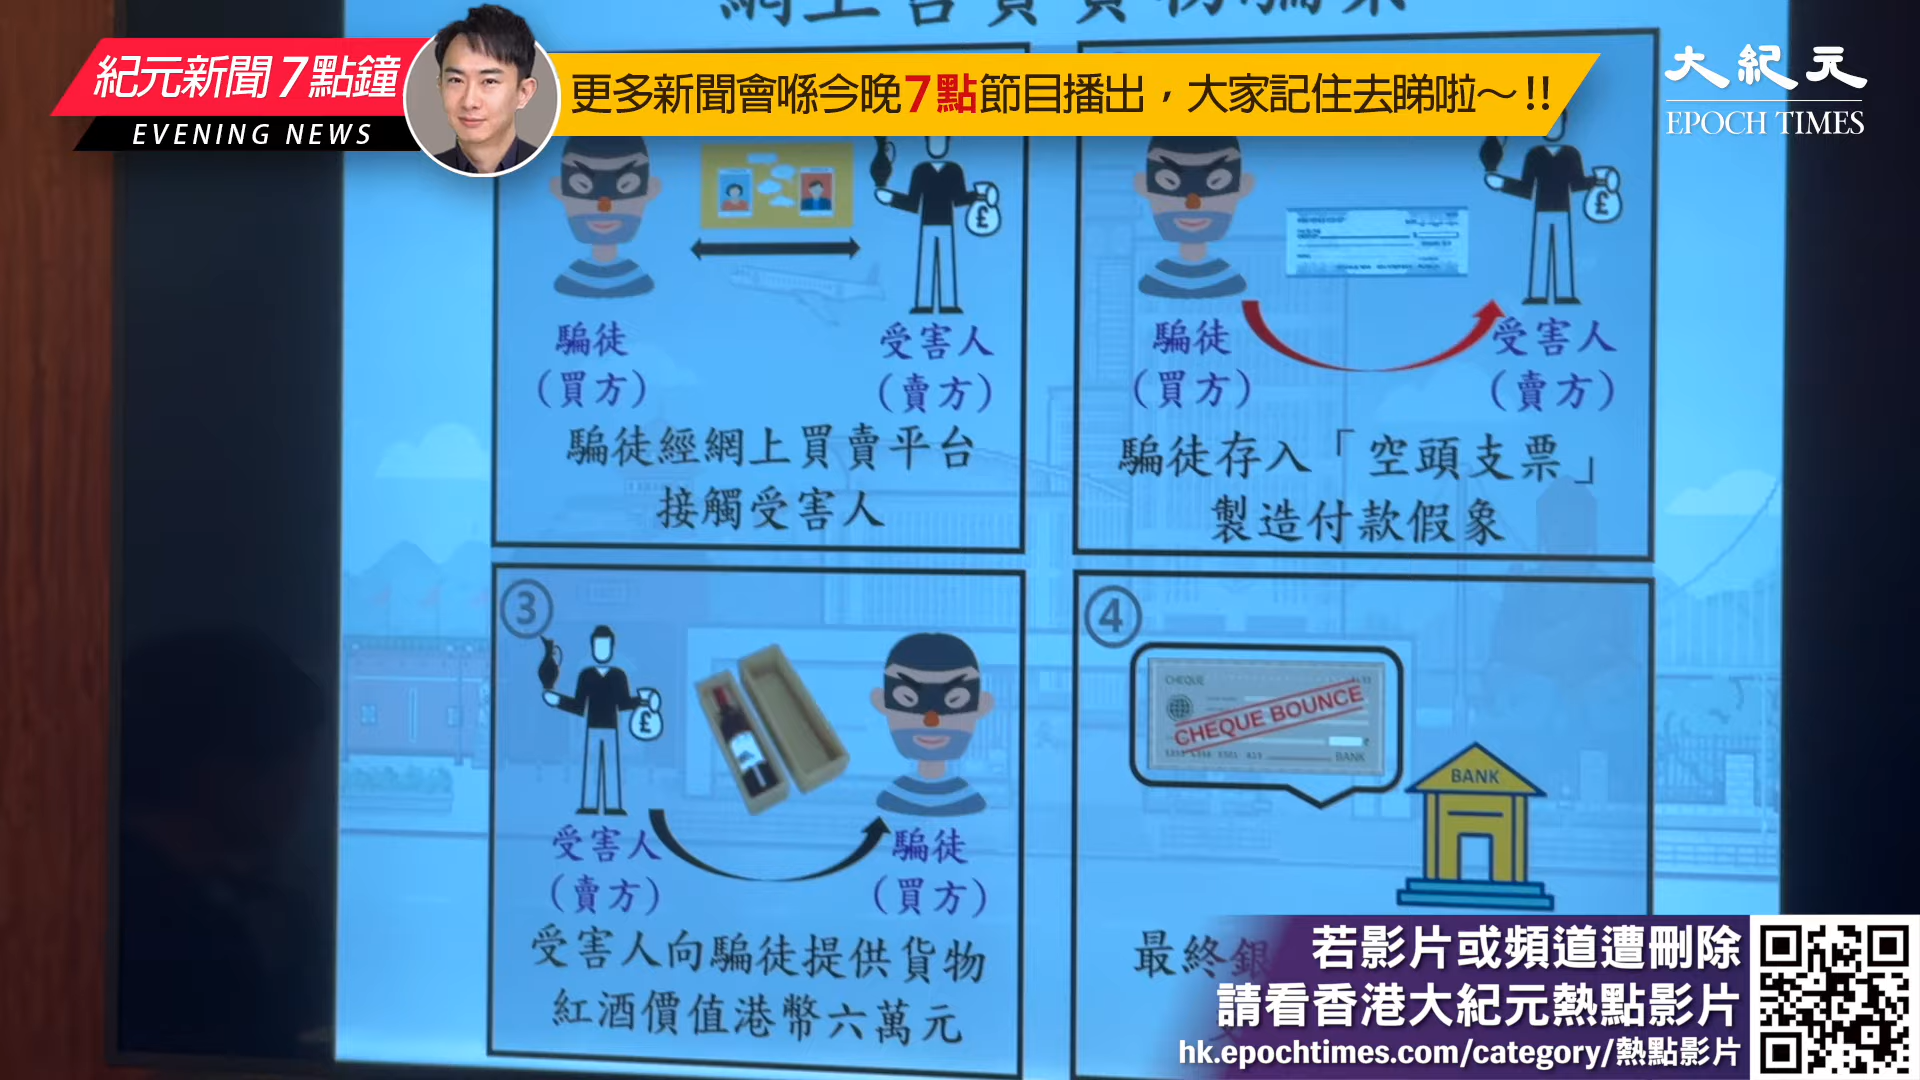 紀元新聞7點鐘
EVENING NEWS
更多新聞會喺今晚7點節目播出，大家記住去睇啦～!!
大紀元
EPOCH TIMES
騙徒
（買方）
受害人
（賣方）
騙徒經網上買賣平台
接觸受害人
騙徒
（買方）
受害人
（賣方）
騙徒存入「空頭支票」
製造付款假象
③
£
受害人
（賣方）
騙徒
（買方）
受害人向騙徒提供貨物
紅酒價值港幣六萬元
④
CHEQUE
CHEQUE BOUNCE
BANK
BANK
最終銀
若影片或頻道遭刪除
請看香港大紀元熱點影片
hk.epochtimes.com/category/熱點影片